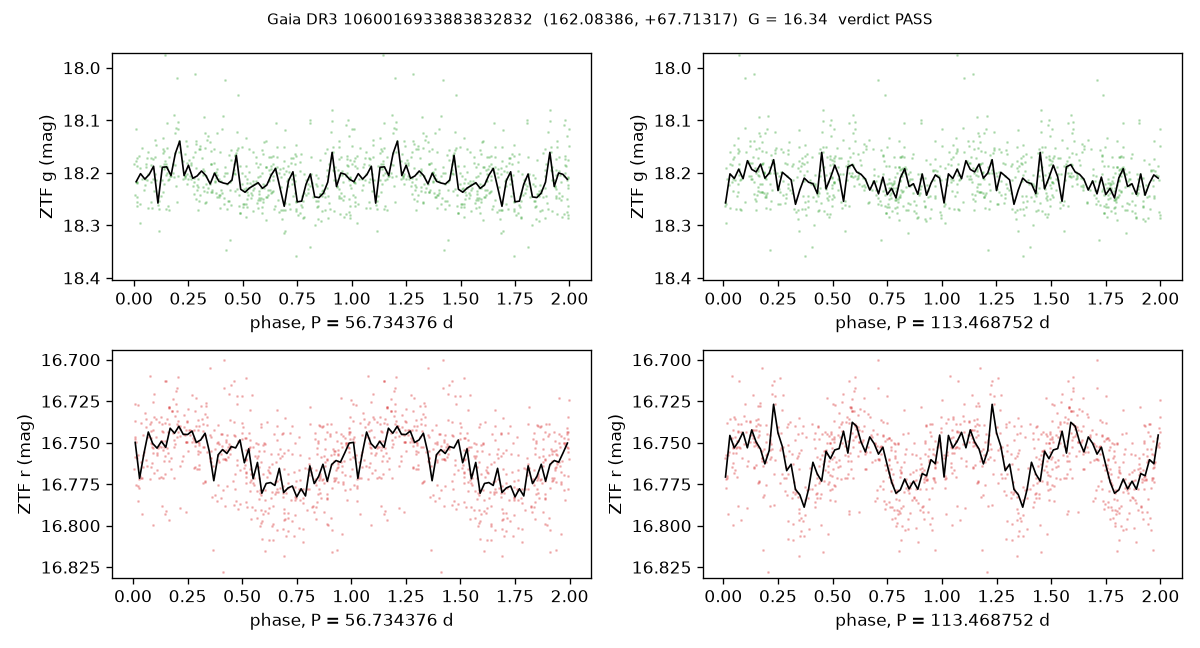 Gaia DR3 1060016933883832832  (162.08386, +67.71317)  G = 16.34  verdict PASS
ZTF g (mag)
18.0
18.1
18.2
18.3
18.4
0.00 0.25 0.50 0.75 1.00 1.25 1.50 1.75 2.00
phase, P = 56.734376 d
ZTF g (mag)
18.0
18.1
18.2
18.3
18.4
0.00 0.25 0.50 0.75 1.00 1.25 1.50 1.75 2.00
phase, P = 113.468752 d
ZTF r (mag)
16.700
16.725
16.750
16.775
16.800
16.825
0.00 0.25 0.50 0.75 1.00 1.25 1.50 1.75 2.00
phase, P = 56.734376 d
ZTF r (mag)
16.700
16.725
16.750
16.775
16.800
16.825
0.00 0.25 0.50 0.75 1.00 1.25 1.50 1.75 2.00
phase, P = 113.468752 d